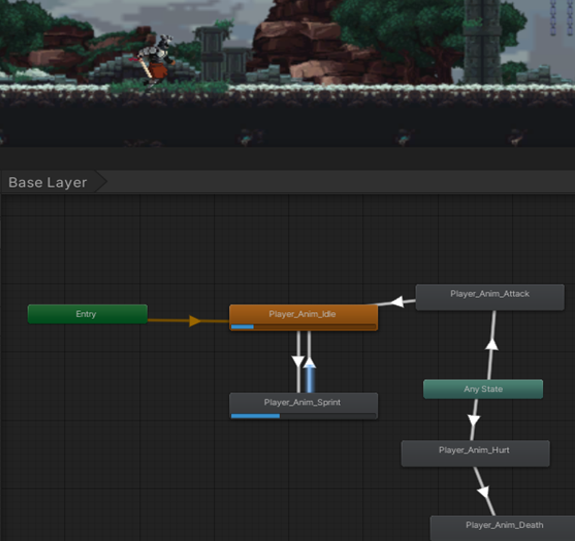 Base Layer
Player_Anim_Attack
Entry
Player_Anim_Idle
Any State
Player_Anim_Sprint
Player_Anim_Hurt
Player_Anim_Death